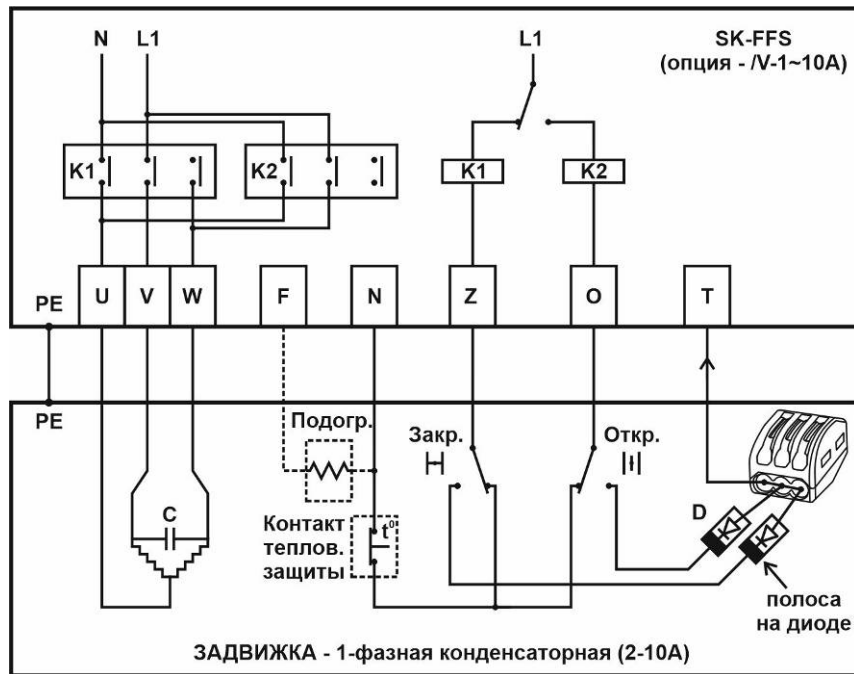 N L1
L1
SK-FFS
(опция - /V-1~10A)
K1
K2
K1
K2
U V W F N Z O T
PE
PE
Подогр.
Закр.
Откр.
C
t⁰
Контакт
теплов.
защиты
D
полоса
на диоде
ЗАДВИЖКА - 1-фазная конденсаторная (2-10А)